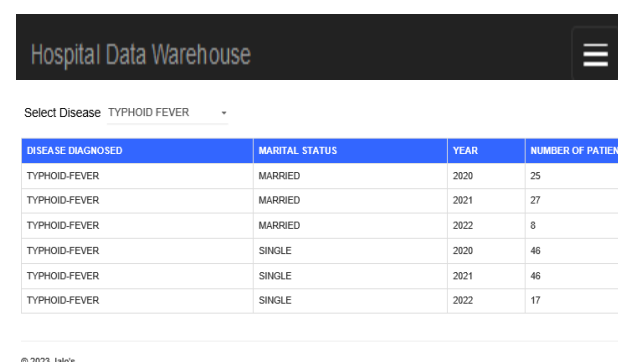 Hospital Data Warehouse
Select Disease TYPHOID FEVER
DISEASE DIAGNOSED MARITAL STATUS YEAR NUMBER OF PATIEN
TYPHOID-FEVER MARRIED 2020 25
TYPHOID-FEVER MARRIED 2021 27
TYPHOID-FEVER MARRIED 2022 8
TYPHOID-FEVER SINGLE 2020 46
TYPHOID-FEVER SINGLE 2021 46
TYPHOID-FEVER SINGLE 2022 17
© 2023